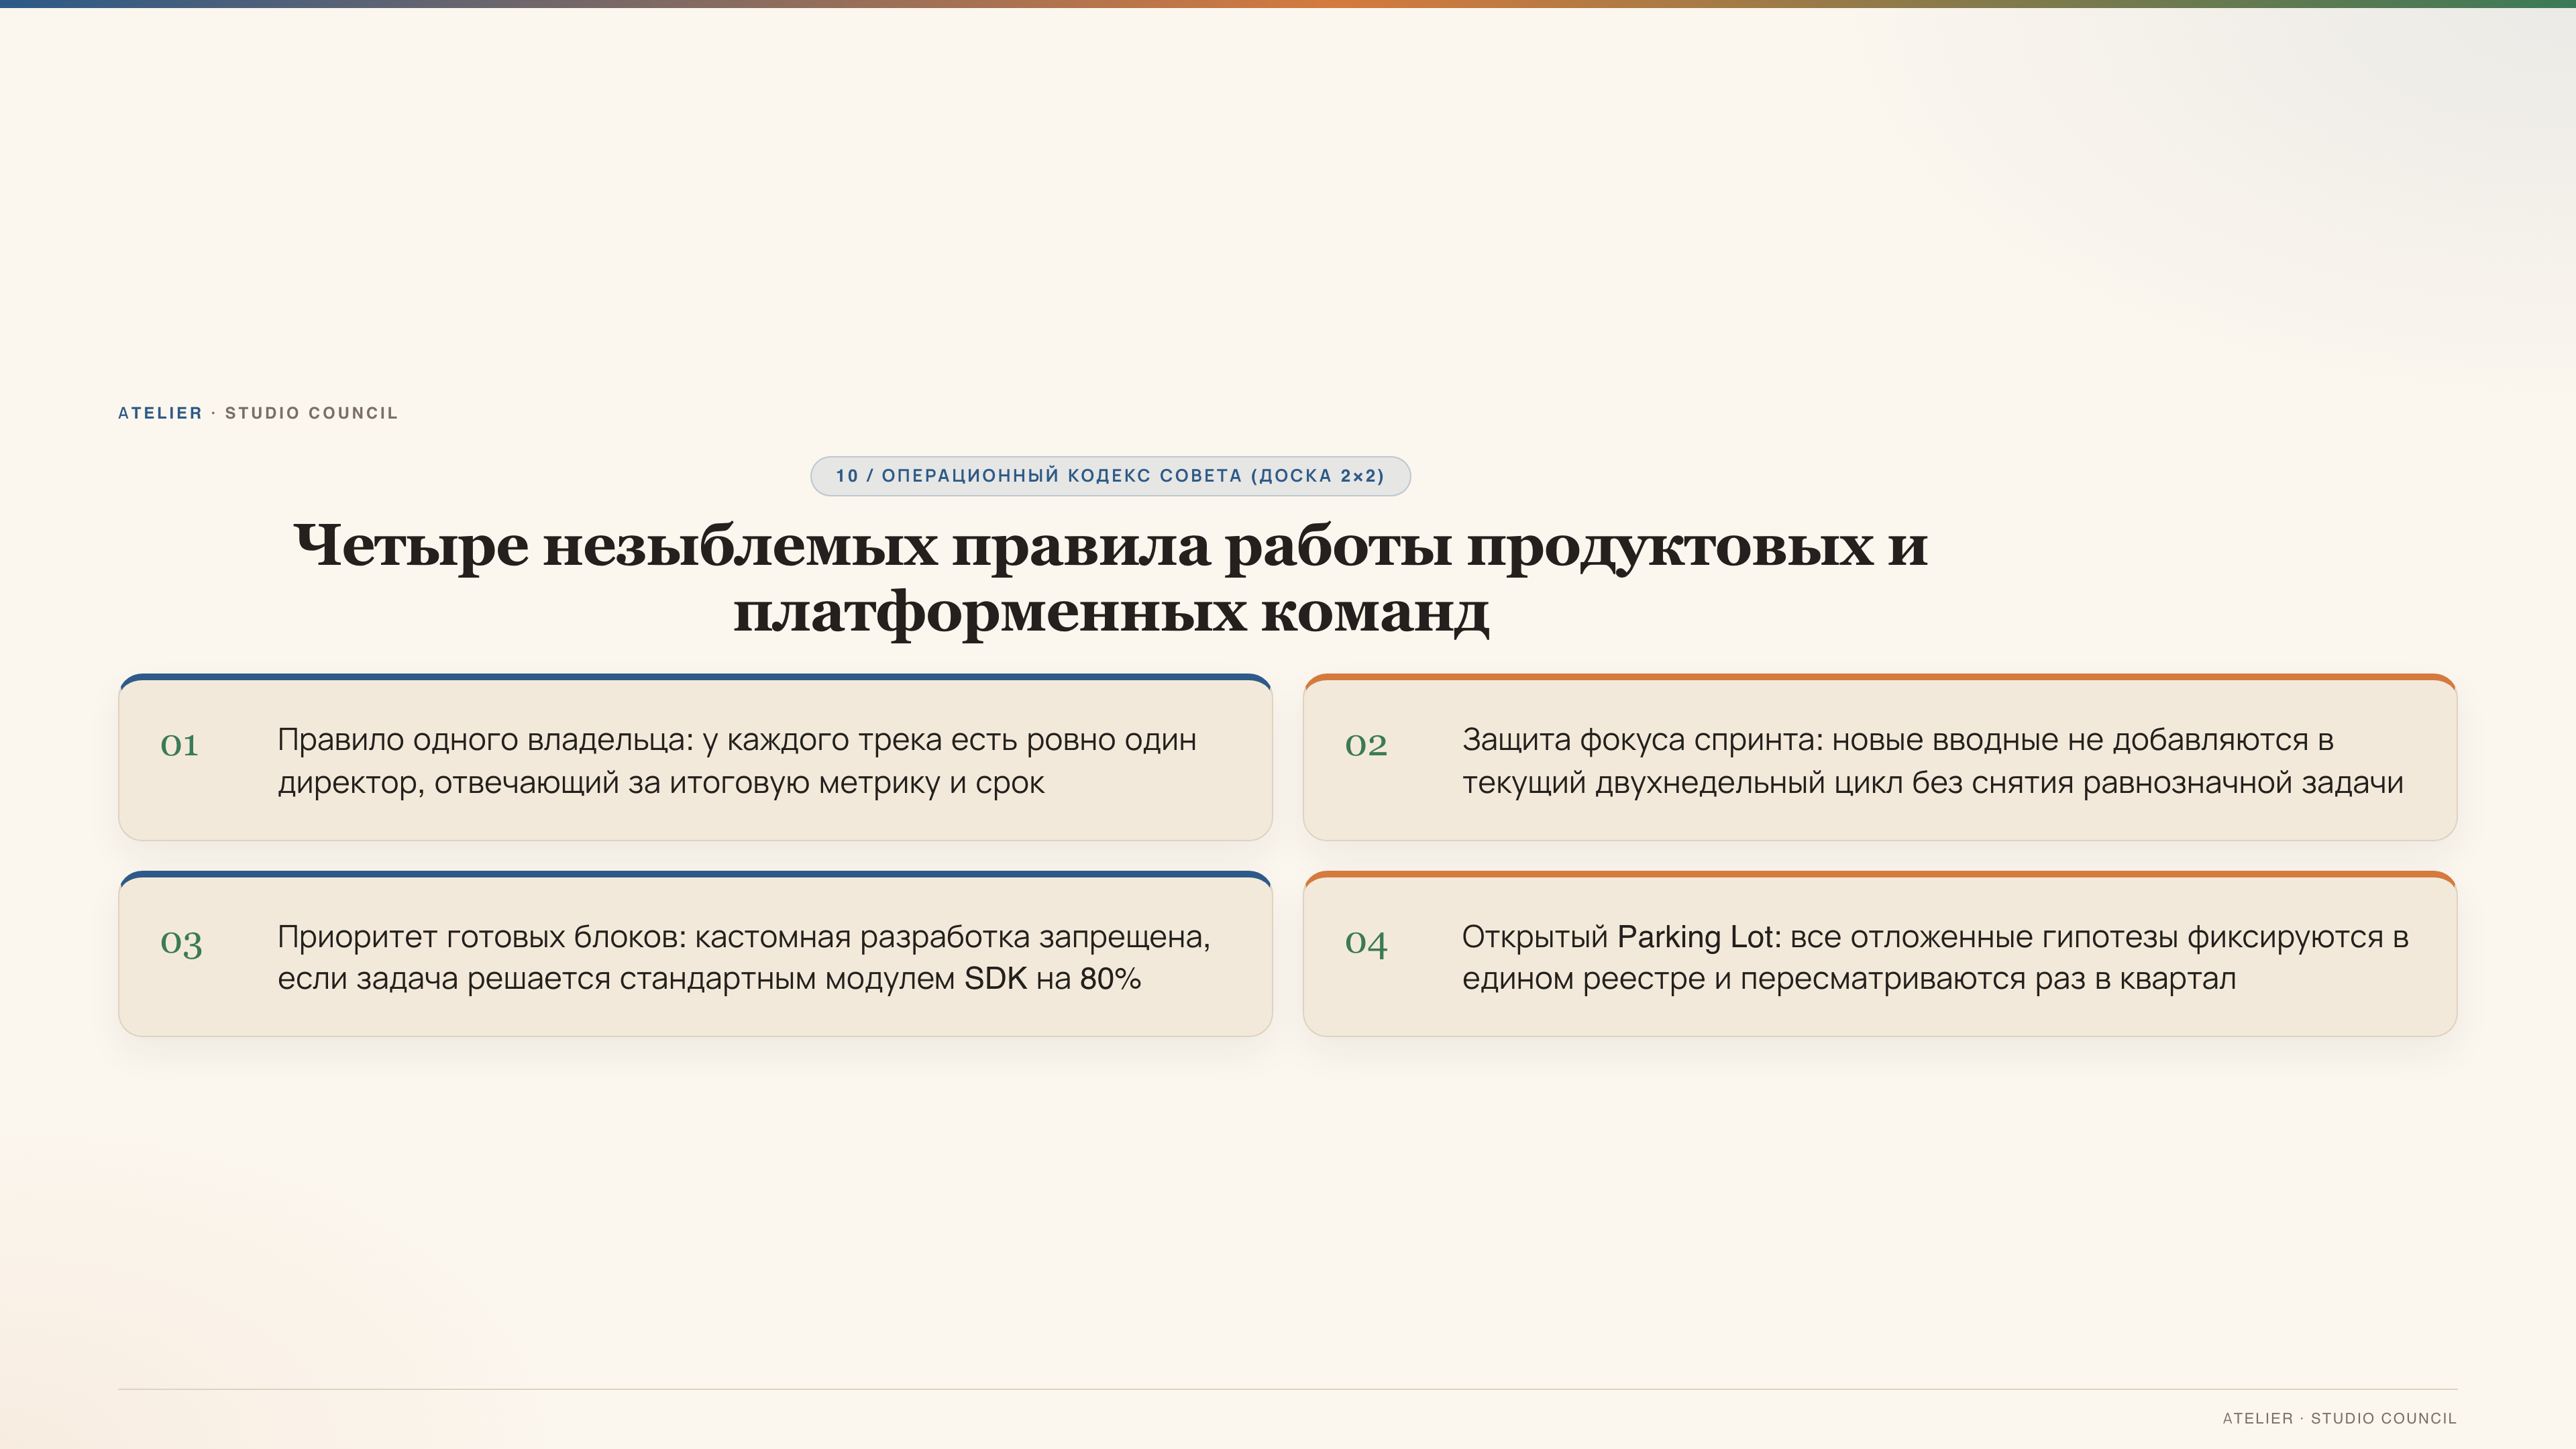 ATELIER · STUDIO COUNCIL
10 / ОПЕРАЦИОННЫЙ КОДЕКС СОВЕТА (ДОСКА 2×2)
Четыре незыблемых правила работы продуктовых и
платформенных команд
01
Правило одного владельца: у каждого трека есть ровно один
директор, отвечающий за итоговую метрику и срок
02
Защита фокуса спринта: новые вводные не добавляются в
текущий двухнедельный цикл без снятия равнозначной задачи
03
Приоритет готовых блоков: кастомная разработка запрещена,
если задача решается стандартным модулем SDK на 80%
04
Открытый Parking Lot: все отложенные гипотезы фиксируются в
едином реестре и пересматриваются раз в квартал
ATELIER · STUDIO COUNCIL